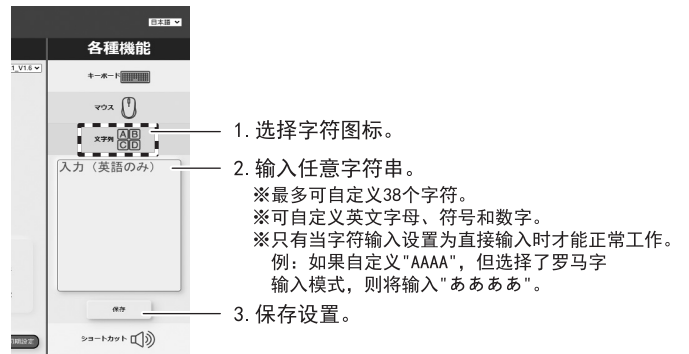 日本語
各種機能
1_V1.6
キーボード
マウス
文字列
AB
CD
入力（英語のみ）
保存
ショートカット
1. 选择字符图标。
2. 输入任意字符串。
※最多可自定义38个字符。
※可自定义英文字母、符号和数字。
※只有当字符输入设置为直接输入时才能正常工作。
例：如果自定义"AAAA"，但选择了罗马字
输入模式，则将输入"ああああ"。
3. 保存设置。